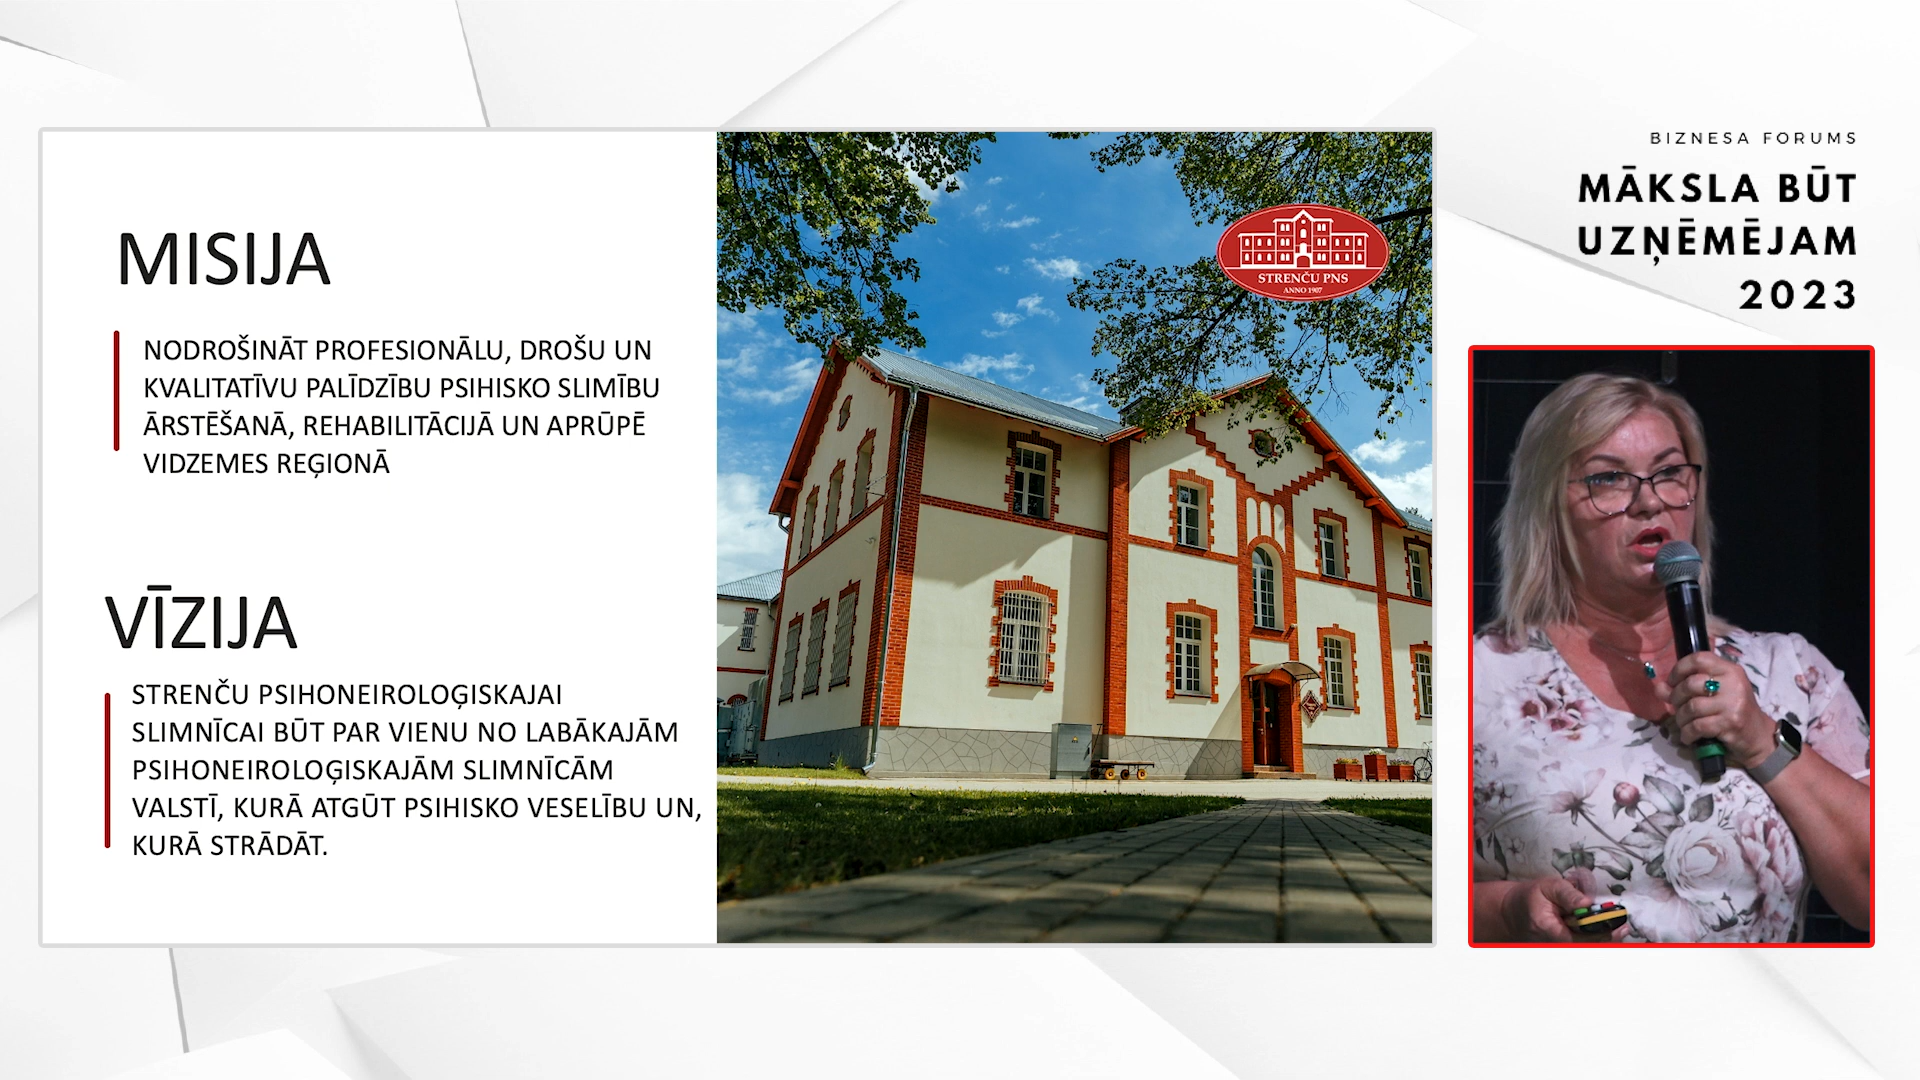 MISIJA
NODROŠINĀT PROFESIONĀLU, DROŠU UN
KVALITATĪVU PALĪDZĪBU PSIHISKO SLIMĪBU
ĀRSTĒŠANĀ, REHABILITĀCIJĀ UN APRŪPĒ
VIDZEMES REĢIONĀ
VĪZIJA
STRENČU PSIHONEIROLOĢISKAJAI
SLIMNĪCAI BŪT PAR VIENU NO LABĀKAJĀM
PSIHONEIROLOĢISKAJĀM SLIMNĪCĀM
VALSTĪ, KURĀ ATGŪT PSIHISKO VESELĪBU UN,
KURĀ STRĀDĀT.
STRENČU PNS
ANNO 1907
BIZNESA FORUMS
MĀKSLA BŪT
UZŅĒMĒJAM
2023